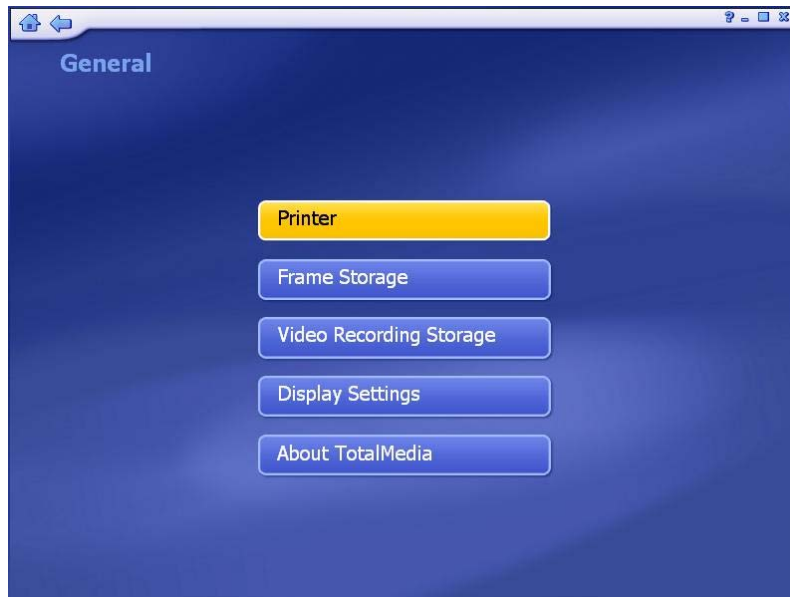 ?
General
Printer
Frame Storage
Video Recording Storage
Display Settings
About TotalMedia